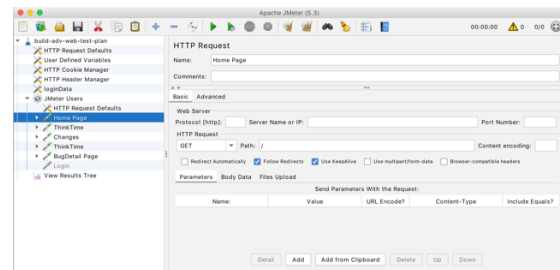 Apache JMeter (5.3)
00:00:00
0/0
build-adv-web-test-plan
HTTP Request Defaults
User Defined Variables
HTTP Cookie Manager
HTTP Header Manager
loginData
JMeter Users
HTTP Request Defaults
Home Page
ThinkTime
Changes
ThinkTime
BugDetail Page
Login
View Results Tree
HTTP Request
Name: Home Page
Comments:
Basic Advanced
Web Server
Protocol [http]: Server Name or IP: Port Number:
HTTP Request
GET Path: / Content encoding:
Redirect Automatically Follow Redirects Use KeepAlive Use multipart/form-data Browser-compatible headers
Parameters Body Data Files Upload
Send Parameters With the Request:
Name: Value URL Encode? Content-Type Include Equals?
Detail Add Add from Clipboard Delete Up Down